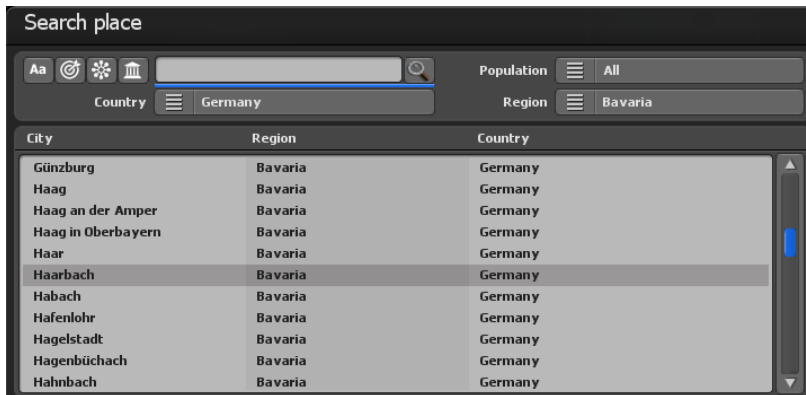 Search place
Aa Population All
Country Germany Region Bavaria
City Region Country
Günzburg Bavaria Germany
Haag Bavaria Germany
Haag an der Amper Bavaria Germany
Haag in Oberbayern Bavaria Germany
Haar Bavaria Germany
Haarbach Bavaria Germany
Habach Bavaria Germany
Hafenlohr Bavaria Germany
Hagelstadt Bavaria Germany
Hagenbüchach Bavaria Germany
Hahnbach Bavaria Germany